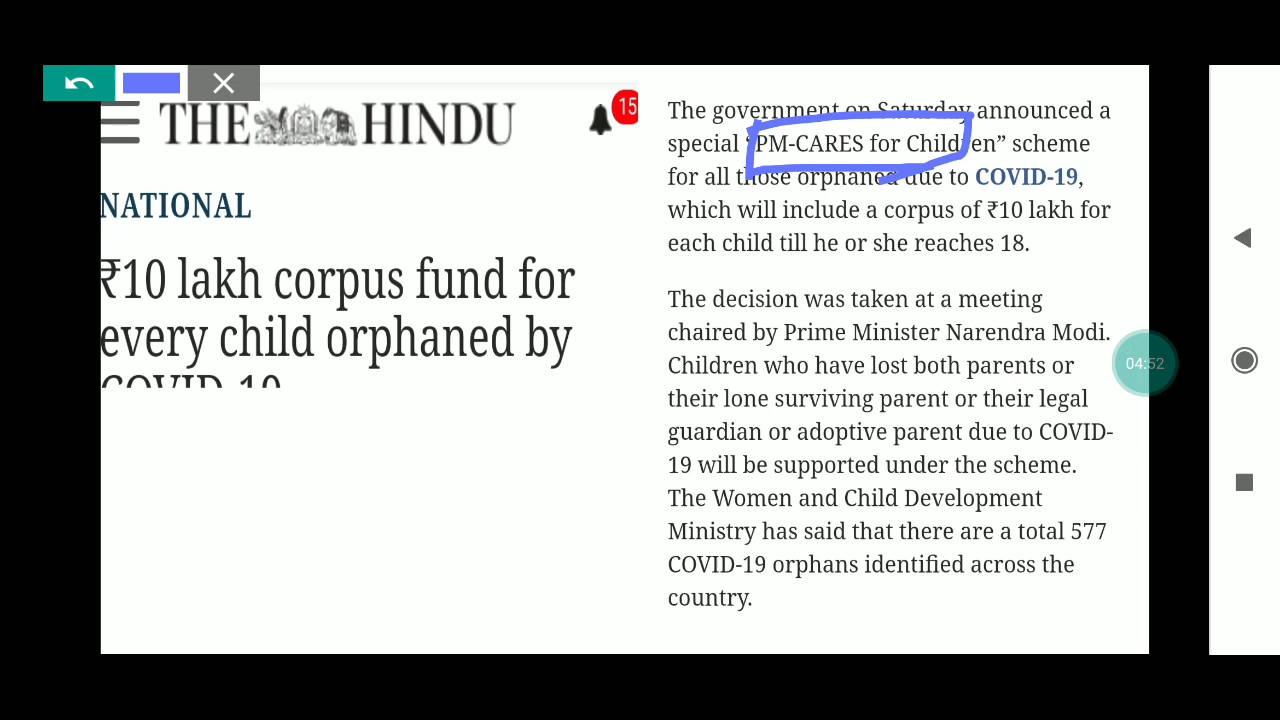 THE HINDU
15
NATIONAL
₹10 lakh corpus fund for
every child orphaned by
COVID-19
The government on Saturday announced a
special “PM-CARES for Children” scheme
for all those orphaned due to COVID-19,
which will include a corpus of ₹10 lakh for
each child till he or she reaches 18.
The decision was taken at a meeting
chaired by Prime Minister Narendra Modi.
Children who have lost both parents or
their lone surviving parent or their legal
guardian or adoptive parent due to COVID-
19 will be supported under the scheme.
The Women and Child Development
Ministry has said that there are a total 577
COVID-19 orphans identified across the
country.
04:52